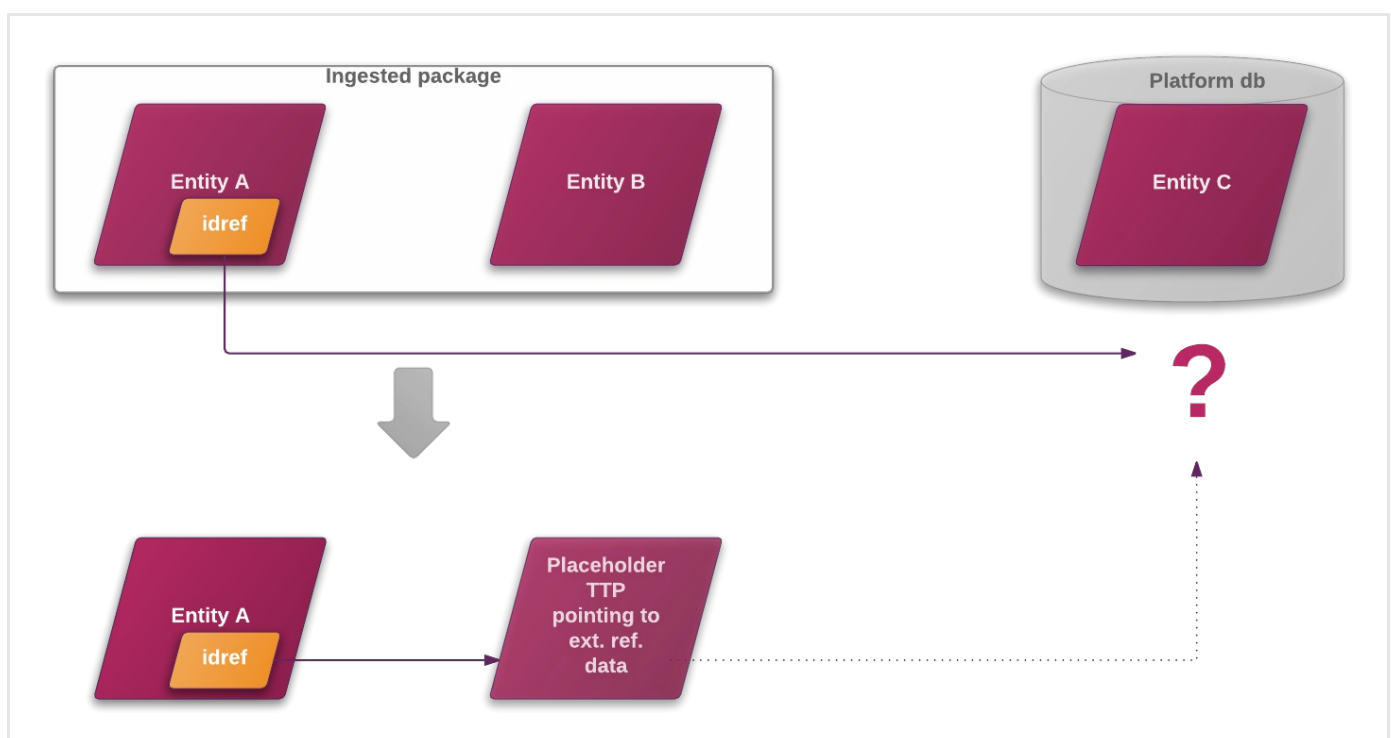 Ingested package
Platform db
Entity A
idref
Entity B
Entity C
?
Entity A
idref
Placeholder
TTP
pointing to
ext. ref.
data